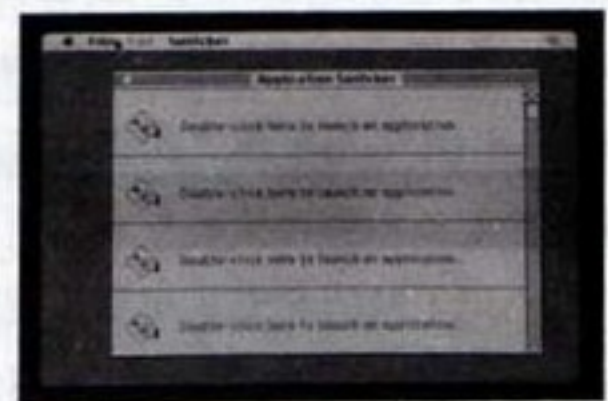 File Edit Switcher
Application Switcher
Double-click here to launch an application.
Double-click here to launch an application.
Double-click here to launch an application.
Double-click here to launch an application.